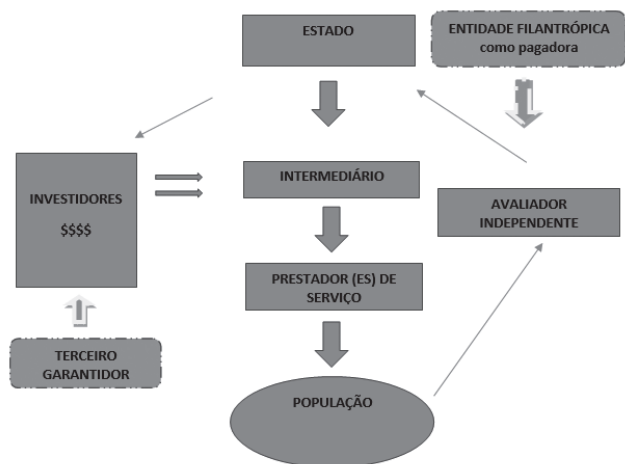 ESTADO
ENTIDADE FILANTRÓPICA
como pagadora
INVESTIDORES
$$$$
INTERMEDIÁRIO
AVALIADOR
INDEPENDENTE
PRESTADOR (ES) DE
SERVIÇO
TERCEIRO
GARANTIDOR
POPULAÇÃO